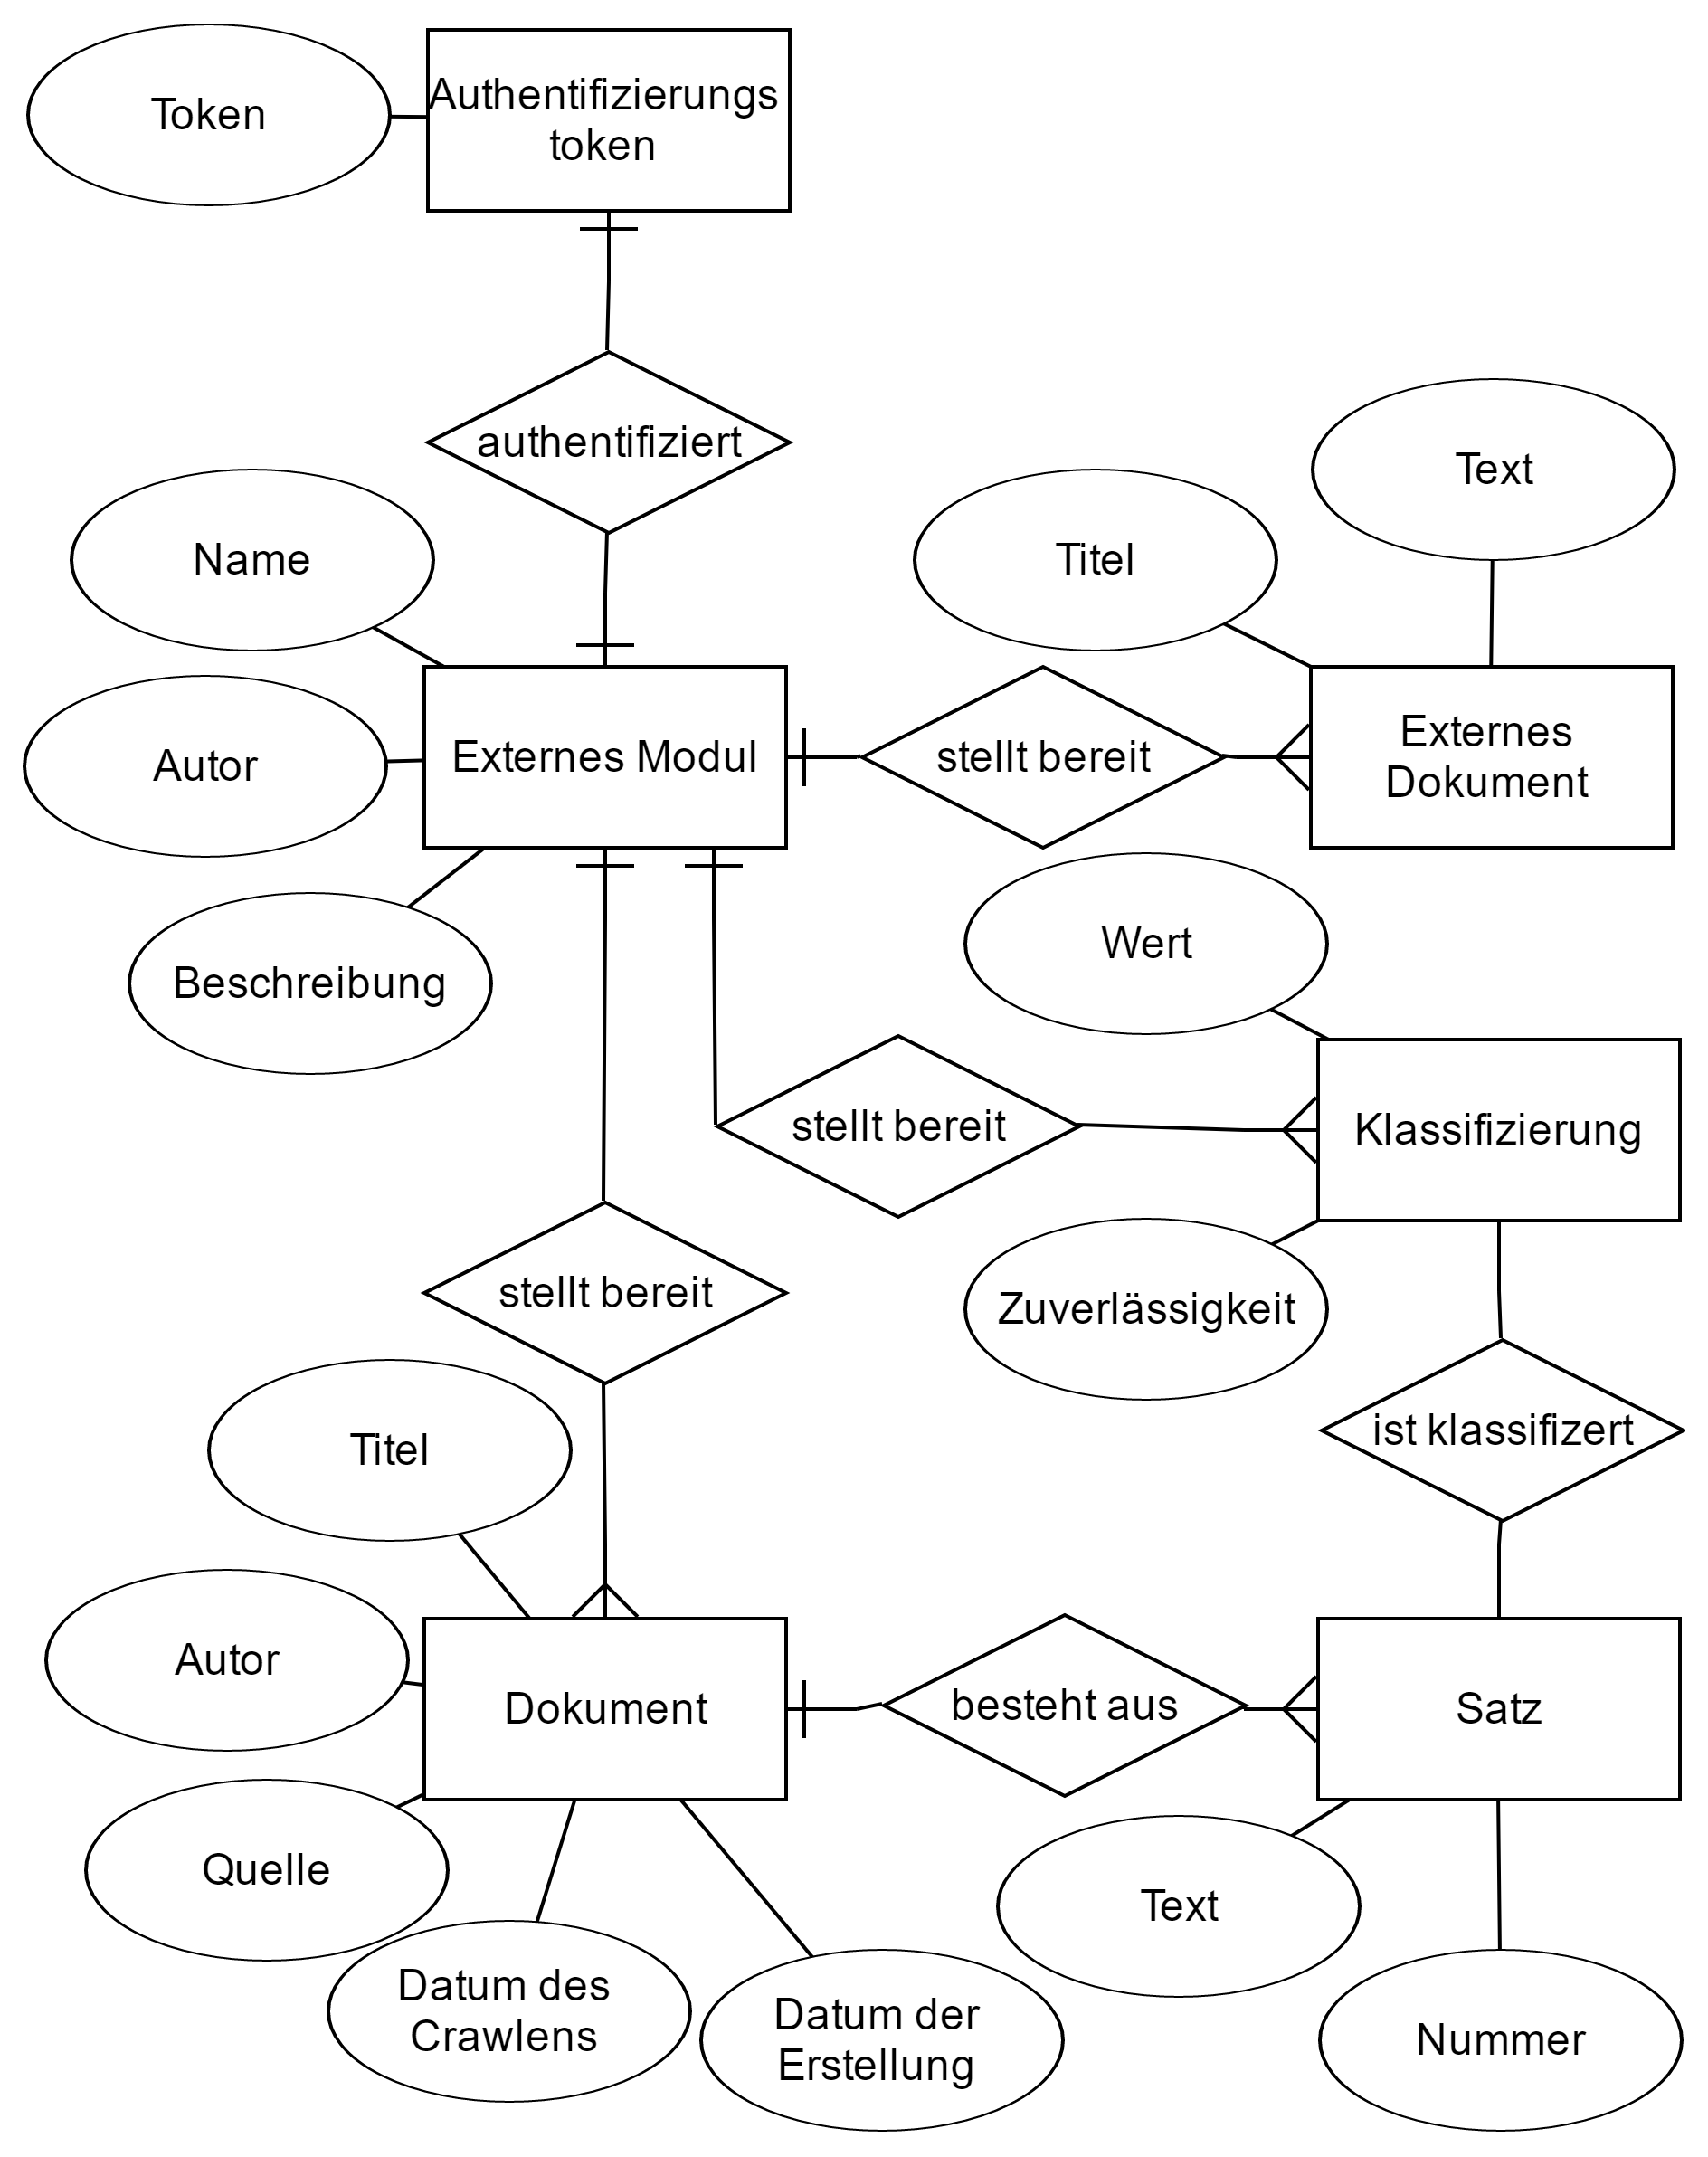 Token
Authentifizierungs
token
authentifiziert
Text
Name
Titel
Autor
Externes Modul
stellt bereit
Externes
Dokument
Wert
Beschreibung
stellt bereit
Klassifizierung
stellt bereit
Zuverlässigkeit
ist klassifizert
Titel
Autor
Dokument
besteht aus
Satz
Quelle
Text
Datum des
Crawlens
Datum der
Erstellung
Nummer